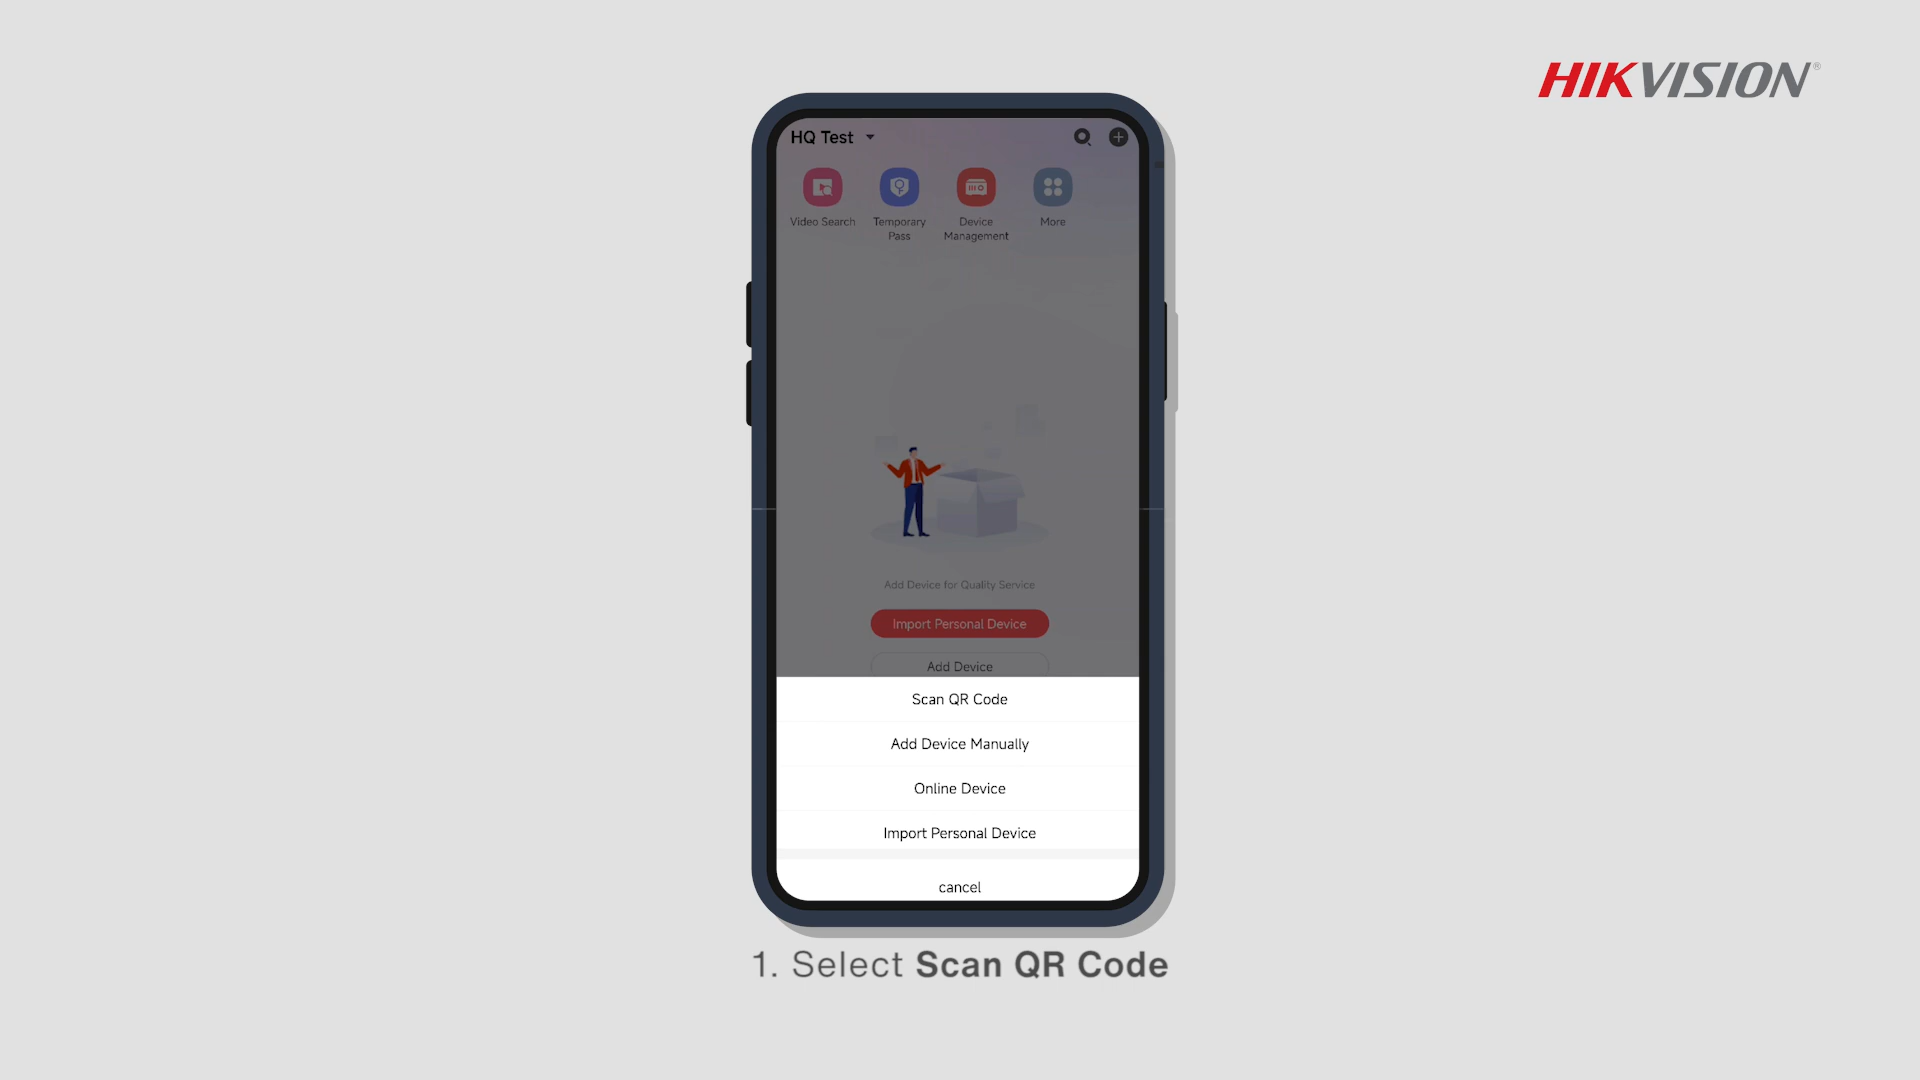 HIKVISION®
HQ Test
Video Search
Temporary Pass
Device Management
More
Add Device for Quality Service
Import Personal Device
Add Device
Scan QR Code
Add Device Manually
Online Device
Import Personal Device
cancel
1. Select Scan QR Code